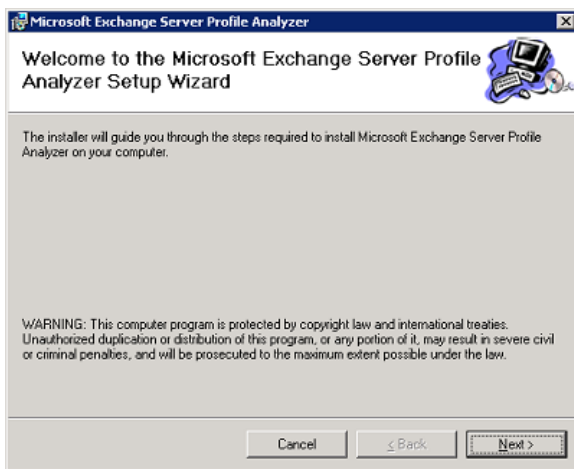 Microsoft Exchange Server Profile Analyzer
Welcome to the Microsoft Exchange Server Profile
Analyzer Setup Wizard
The installer will guide you through the steps required to install Microsoft Exchange Server Profile
Analyzer on your computer.
WARNING: This computer program is protected by copyright law and international treaties.
Unauthorized duplication or distribution of this program, or any portion of it, may result in severe civil
or criminal penalties, and will be prosecuted to the maximum extent possible under the law.
Cancel
< Back
Next >